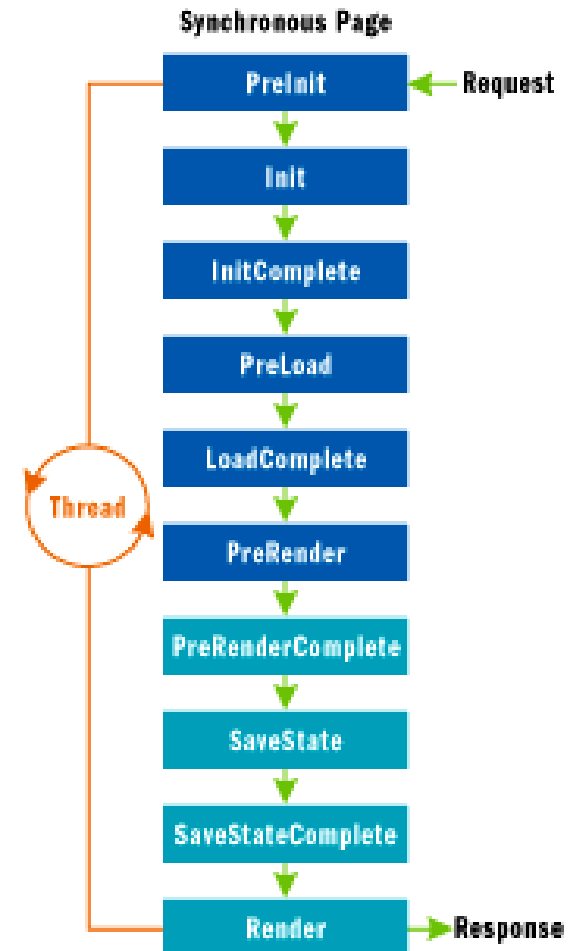 Synchronous Page
PreInit
Request
Init
InitComplete
PreLoad
LoadComplete
Thread
PreRender
PreRenderComplete
SaveState
SaveStateComplete
Render
Response